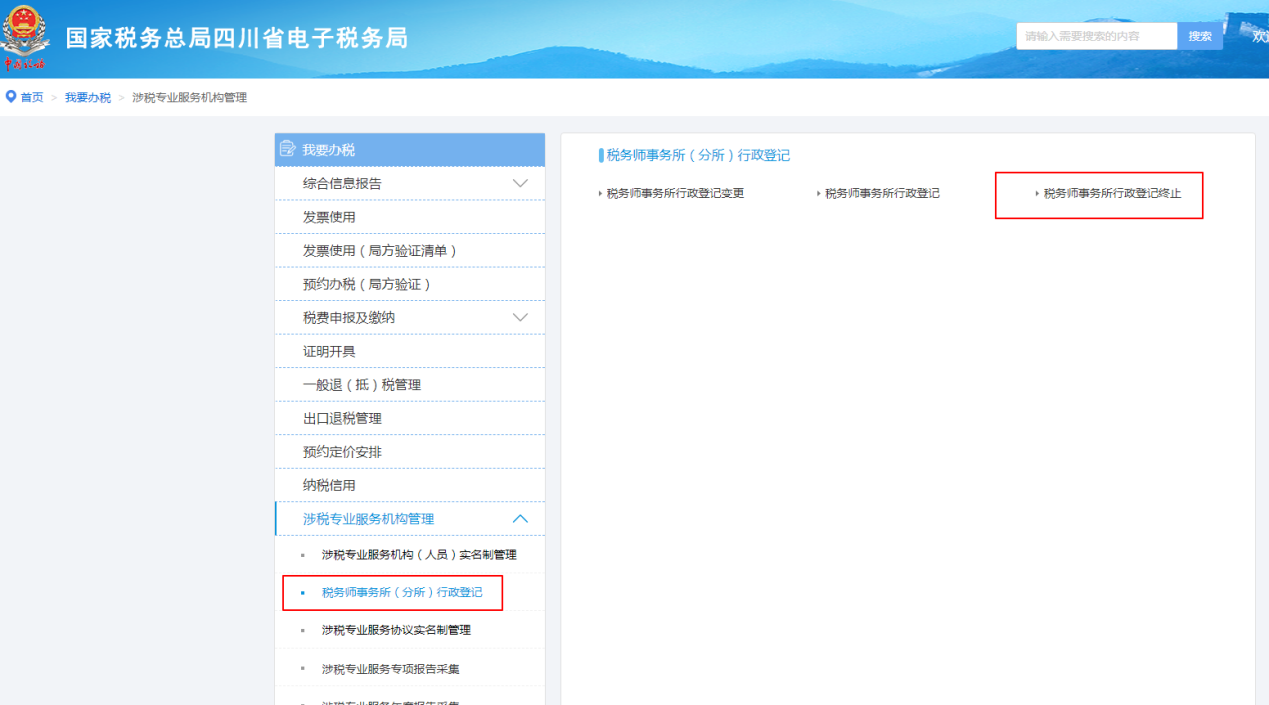 国家税务总局四川省电子税务局
请输入需要搜索的内容 搜索
首页 > 我要办税 > 涉税专业服务机构管理
我要办税
综合信息报告
发票使用
发票使用（局方验证清单）
预约办税（局方验证）
税费申报及缴纳
证明开具
一般退（抵）税管理
出口退税管理
预约定价安排
纳税信用
涉税专业服务机构管理
涉税专业服务机构（人员）实名制管理
税务师事务所（分所）行政登记
涉税专业服务协议实名制管理
涉税专业服务专项报告采集
税务师事务所（分所）行政登记
税务师事务所行政登记变更 税务师事务所行政登记 税务师事务所行政登记终止